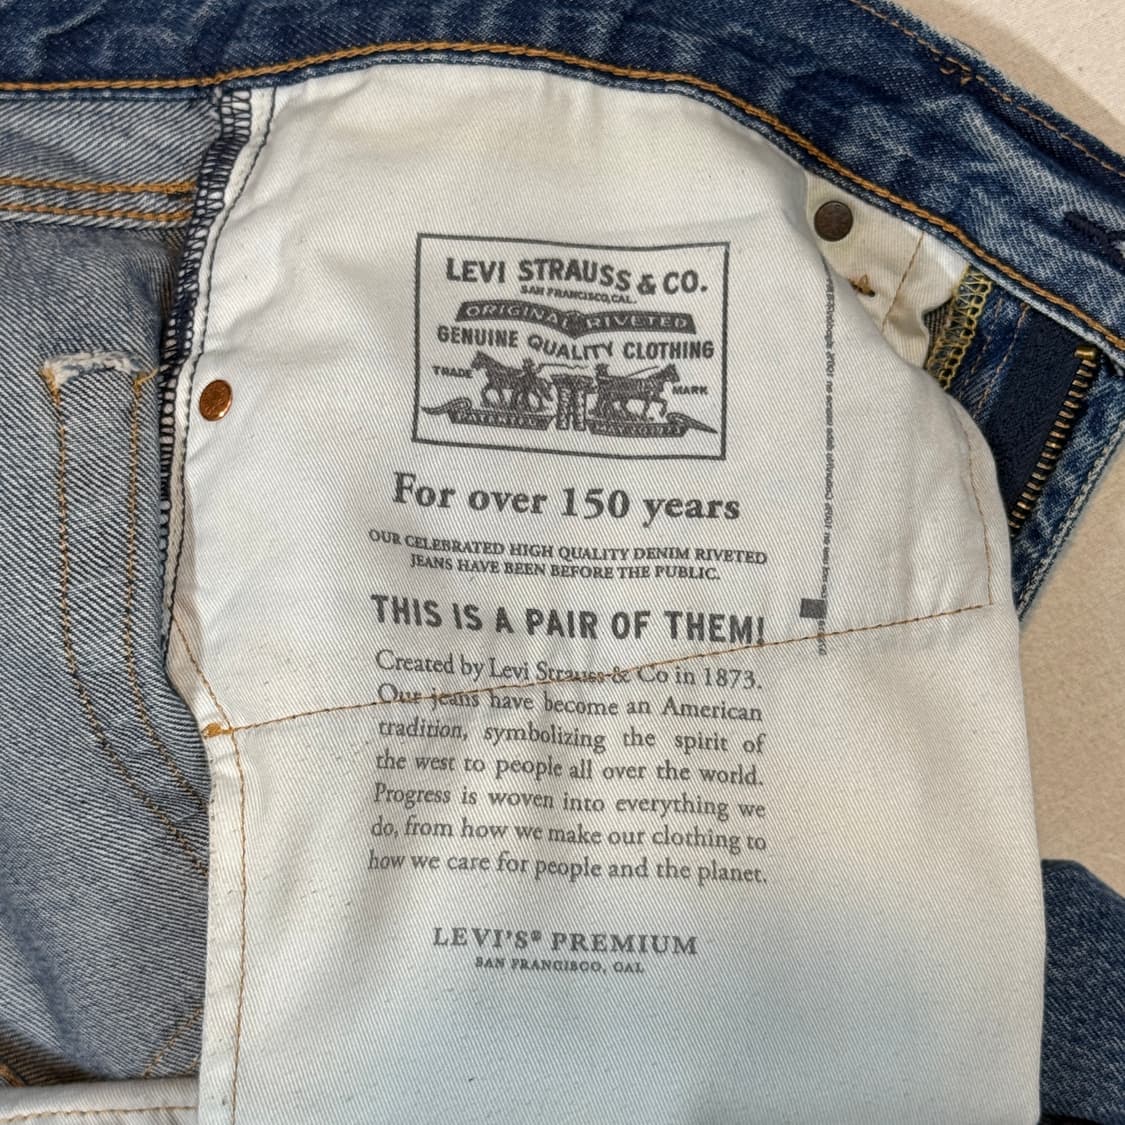 LEVI STRAUSS & CO.
SAN FRANCISCO, CAL.
ORIGINAL RIVETED
GENUINE QUALITY CLOTHING
TRADE MARK
For over 150 years
OUR CELEBRATED HIGH QUALITY DENIM RIVETED
JEANS HAVE BEEN BEFORE THE PUBLIC.
THIS IS A PAIR OF THEM!
Created by Levi Strauss & Co in 1873.
Our jeans have become an American
tradition, symbolizing the spirit of
the west to people all over the world.
Progress is woven into everything we
do, from how we make our clothing to
how we care for people and the planet.
LEVI'S® PREMIUM
SAN FRANCISCO, CAL